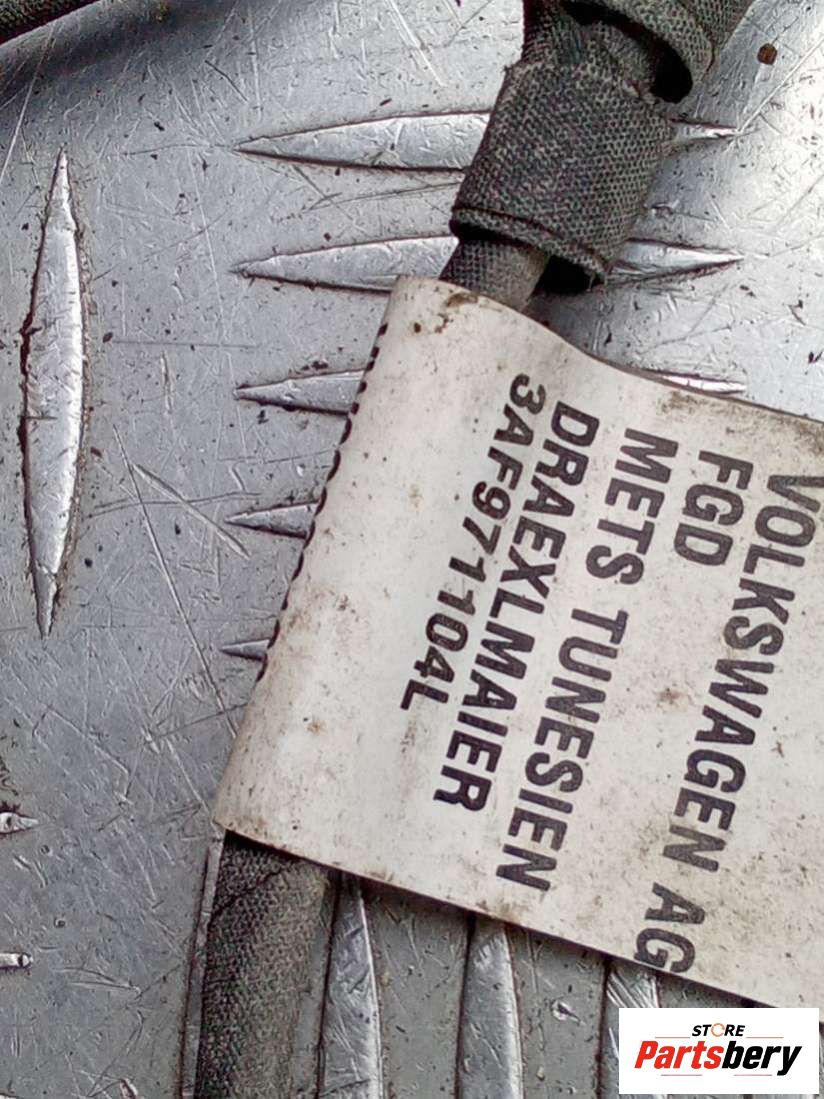 VOLKSWAGEN AG
FGD
METS TUNESIEN
DRAEXLMAIER
3AF971104L
STORE
Partsbery